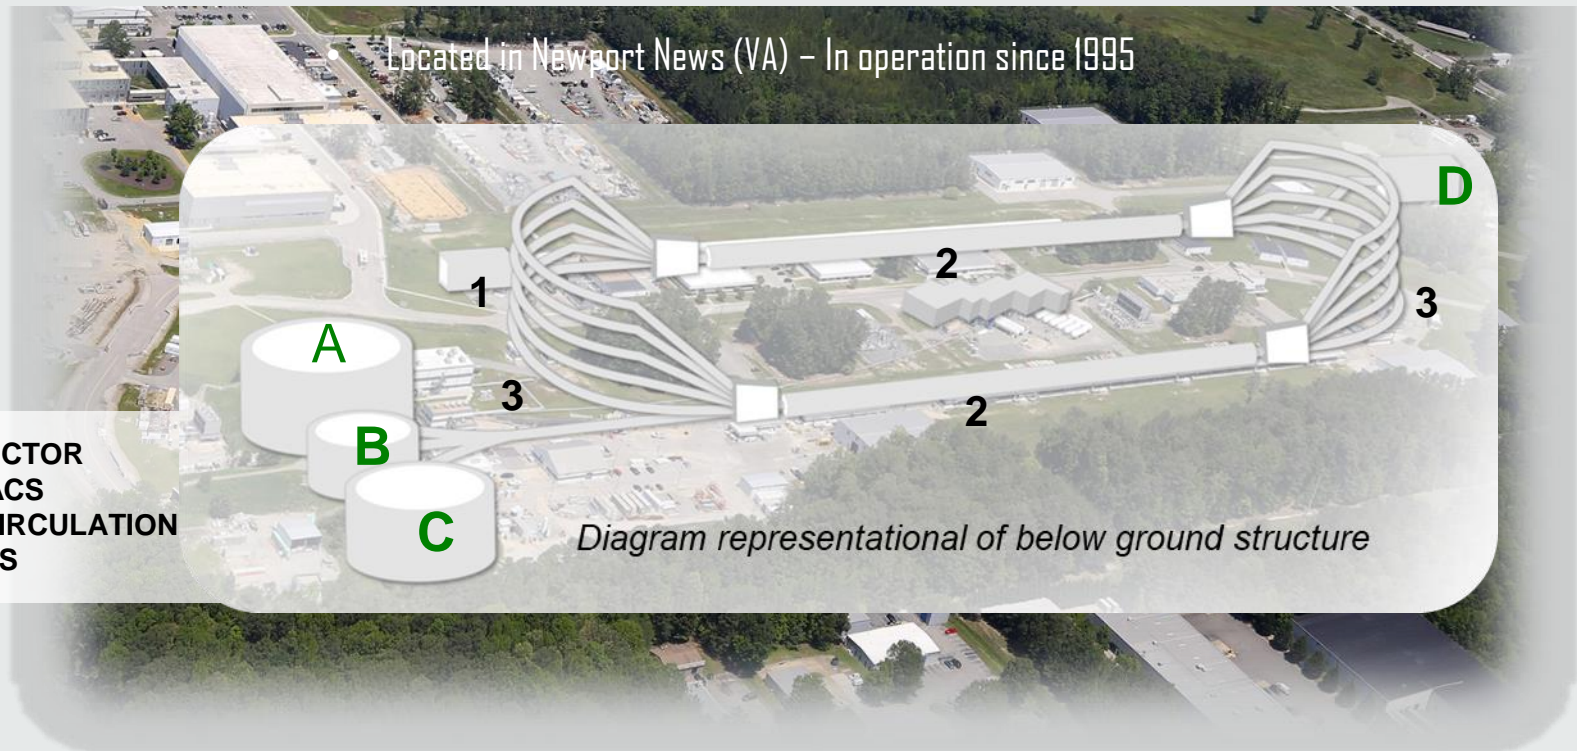 • Located in Newport News (VA) – In operation since 1995
D
2
1
3
A
3
2
B
CTOR
ACS
IRCULATION
S
C
Diagram representational of below ground structure